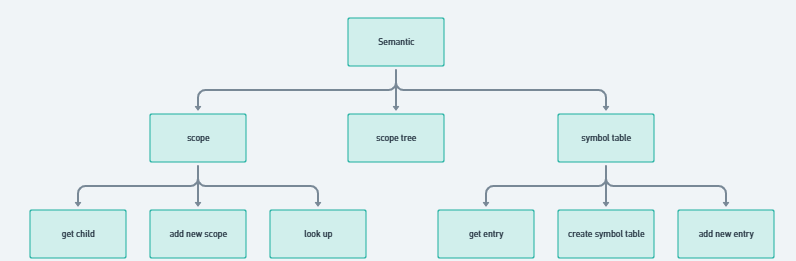 Semantic
scope
scope tree
symbol table
get child
add new scope
look up
get entry
create symbol table
add new entry